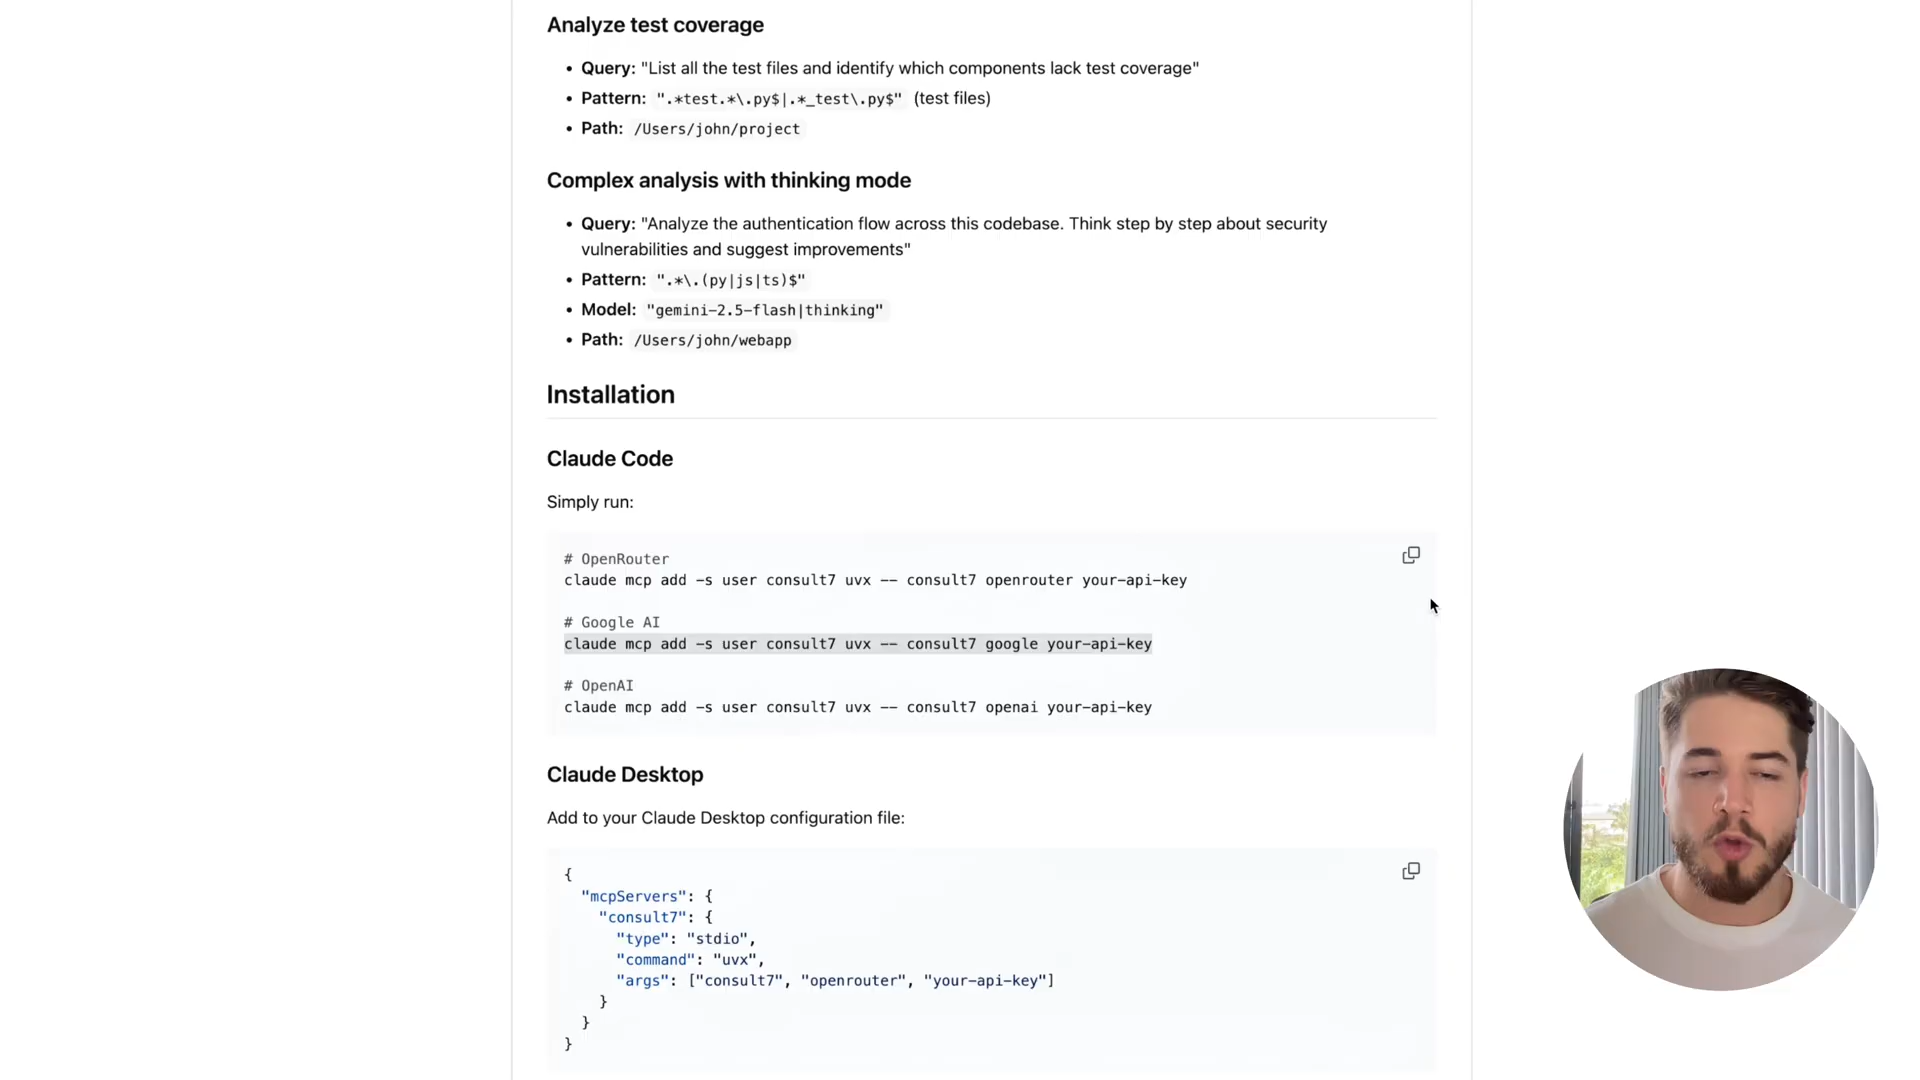 Analyze test coverage
• Query: "List all the test files and identify which components lack test coverage"
• Pattern: ".*test.*\.py$|.*_test\.py$" (test files)
• Path: /Users/john/project
Complex analysis with thinking mode
• Query: "Analyze the authentication flow across this codebase. Think step by step about security
vulnerabilities and suggest improvements"
• Pattern: ".*\.(py|js|ts)$"
• Model: "gemini-2.5-flash|thinking"
• Path: /Users/john/webapp
Installation
Claude Code
Simply run:
# OpenRouter
claude mcp add -s user consult7 uvx -- consult7 openrouter your-api-key
# Google AI
claude mcp add -s user consult7 uvx -- consult7 google your-api-key
# OpenAI
claude mcp add -s user consult7 uvx -- consult7 openai your-api-key
Claude Desktop
Add to your Claude Desktop configuration file:
{
"mcpServers": {
"consult7": {
"type": "stdio",
"command": "uvx",
"args": ["consult7", "openrouter", "your-api-key"]
}
}
}